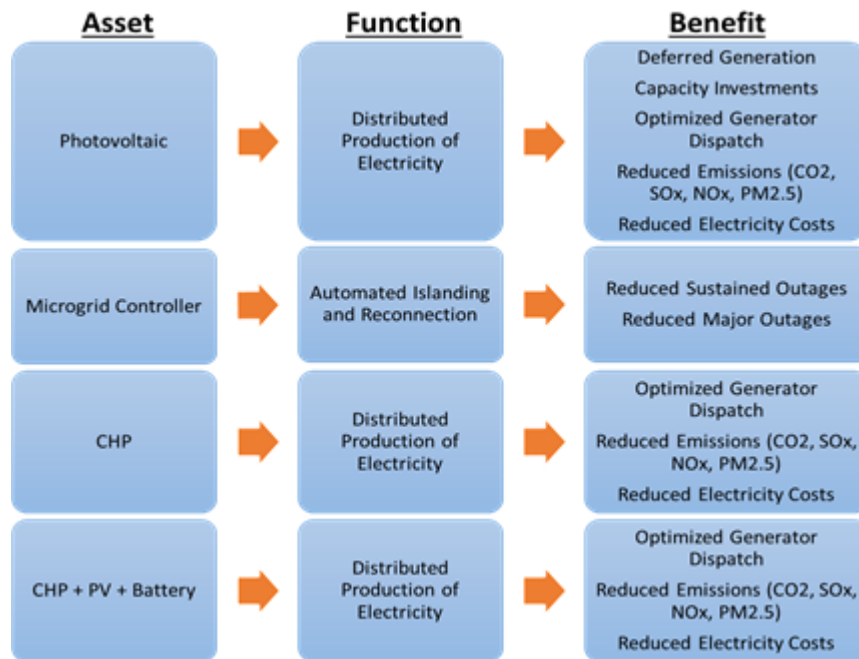 Asset
Function
Benefit
Photovoltaic
Distributed
Production of
Electricity
Deferred Generation
Capacity Investments
Optimized Generator
Dispatch
Reduced Emissions (CO2,
SOx, NOx, PM2.5)
Reduced Electricity Costs
Microgrid Controller
Automated Islanding
and Reconnection
Reduced Sustained Outages
Reduced Major Outages
CHP
Distributed
Production of
Electricity
Optimized Generator
Dispatch
Reduced Emissions (CO2, SOx,
NOx, PM2.5)
Reduced Electricity Costs
CHP + PV + Battery
Distributed
Production of
Electricity
Optimized Generator
Dispatch
Reduced Emissions (CO2, SOx,
NOx, PM2.5)
Reduced Electricity Costs